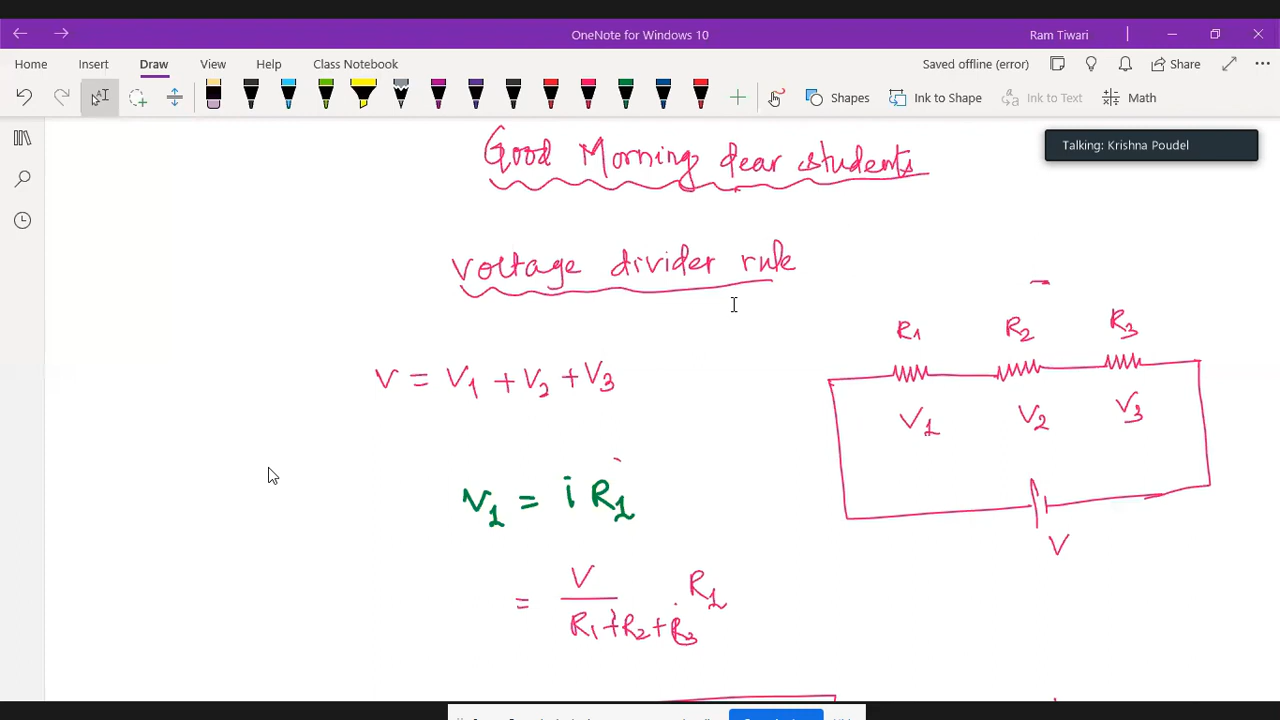 OneNote for Windows 10
Ram Tiwari
Home Insert Draw View Help Class Notebook
Saved offline (error)
Share
Shapes
Ink to Shape
Ink to Text
Math
Talking: Krishna Poudel
Good Morning dear students
voltage divider rule
V = V1 + V2 + V3
R1 R2 R3
V1 V2 V3
V
V1 = i R1
= V / R1+R2+R3 R1